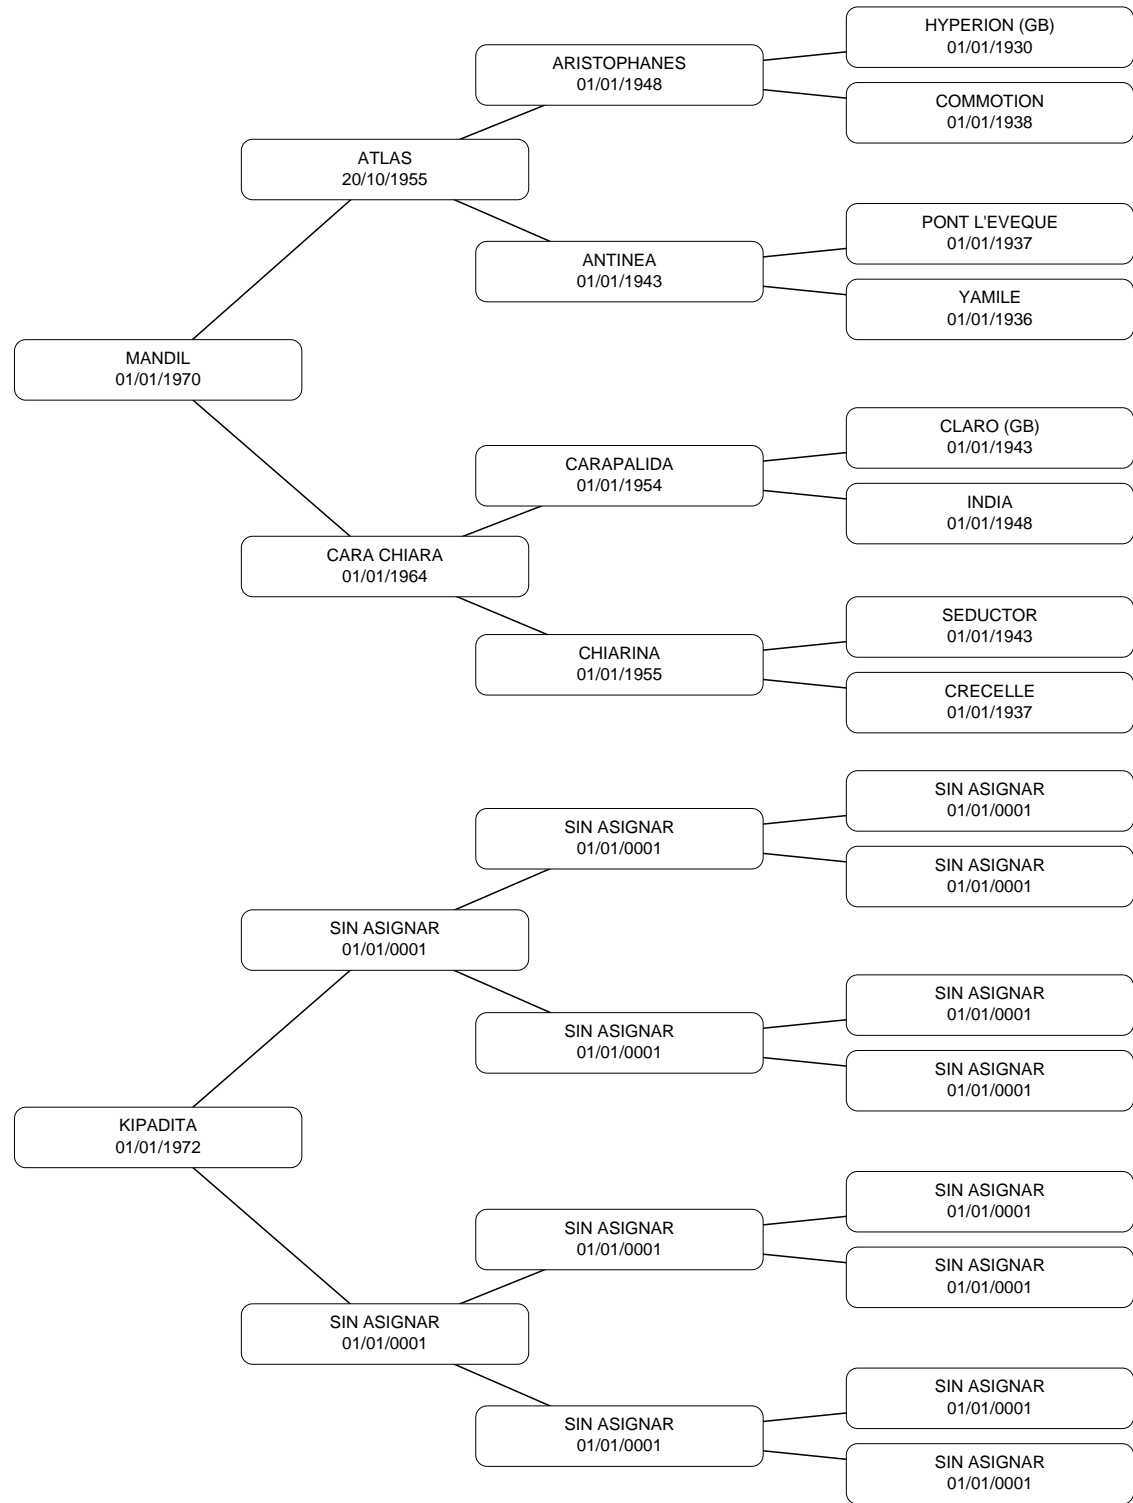 HYPERION (GB)
01/01/1930
ARISTOPHANES
01/01/1948
COMMOTION
01/01/1938
ATLAS
20/10/1955
PONT L'EVEQUE
01/01/1937
ANTINEA
01/01/1943
YAMILE
01/01/1936
MANDIL
01/01/1970
CLARO (GB)
01/01/1943
CARAPALIDA
01/01/1954
INDIA
01/01/1948
CARA CHIARA
01/01/1964
SEDUCTOR
01/01/1943
CHIARINA
01/01/1955
CRECELLE
01/01/1937
SIN ASIGNAR
01/01/0001
SIN ASIGNAR
01/01/0001
SIN ASIGNAR
01/01/0001
SIN ASIGNAR
01/01/0001
SIN ASIGNAR
01/01/0001
SIN ASIGNAR
01/01/0001
SIN ASIGNAR
01/01/0001
KIPADITA
01/01/1972
SIN ASIGNAR
01/01/0001
SIN ASIGNAR
01/01/0001
SIN ASIGNAR
01/01/0001
SIN ASIGNAR
01/01/0001
SIN ASIGNAR
01/01/0001
SIN ASIGNAR
01/01/0001
SIN ASIGNAR
01/01/0001